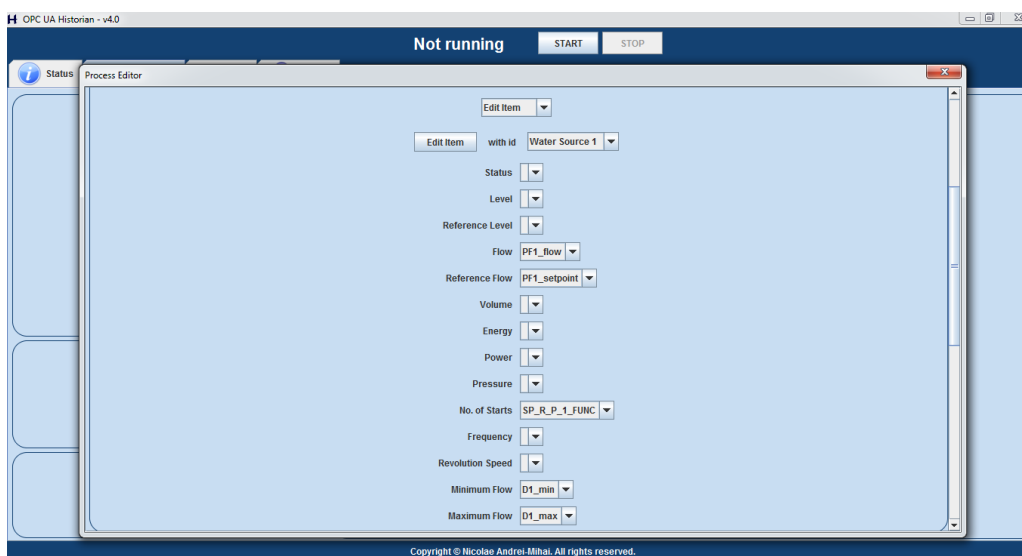 OPC UA Historian - v4.0
Not running START STOP
Status
Process Editor
Edit Item
Edit Item with id Water Source 1
Status
Level
Reference Level
Flow PF1_flow
Reference Flow PF1_setpoint
Volume
Energy
Power
Pressure
No. of Starts SP_R_P_1_FUNC
Frequency
Revolution Speed
Minimum Flow D1_min
Maximum Flow D1_max
Copyright © Nicolae Andrei-Mihai. All rights reserved.